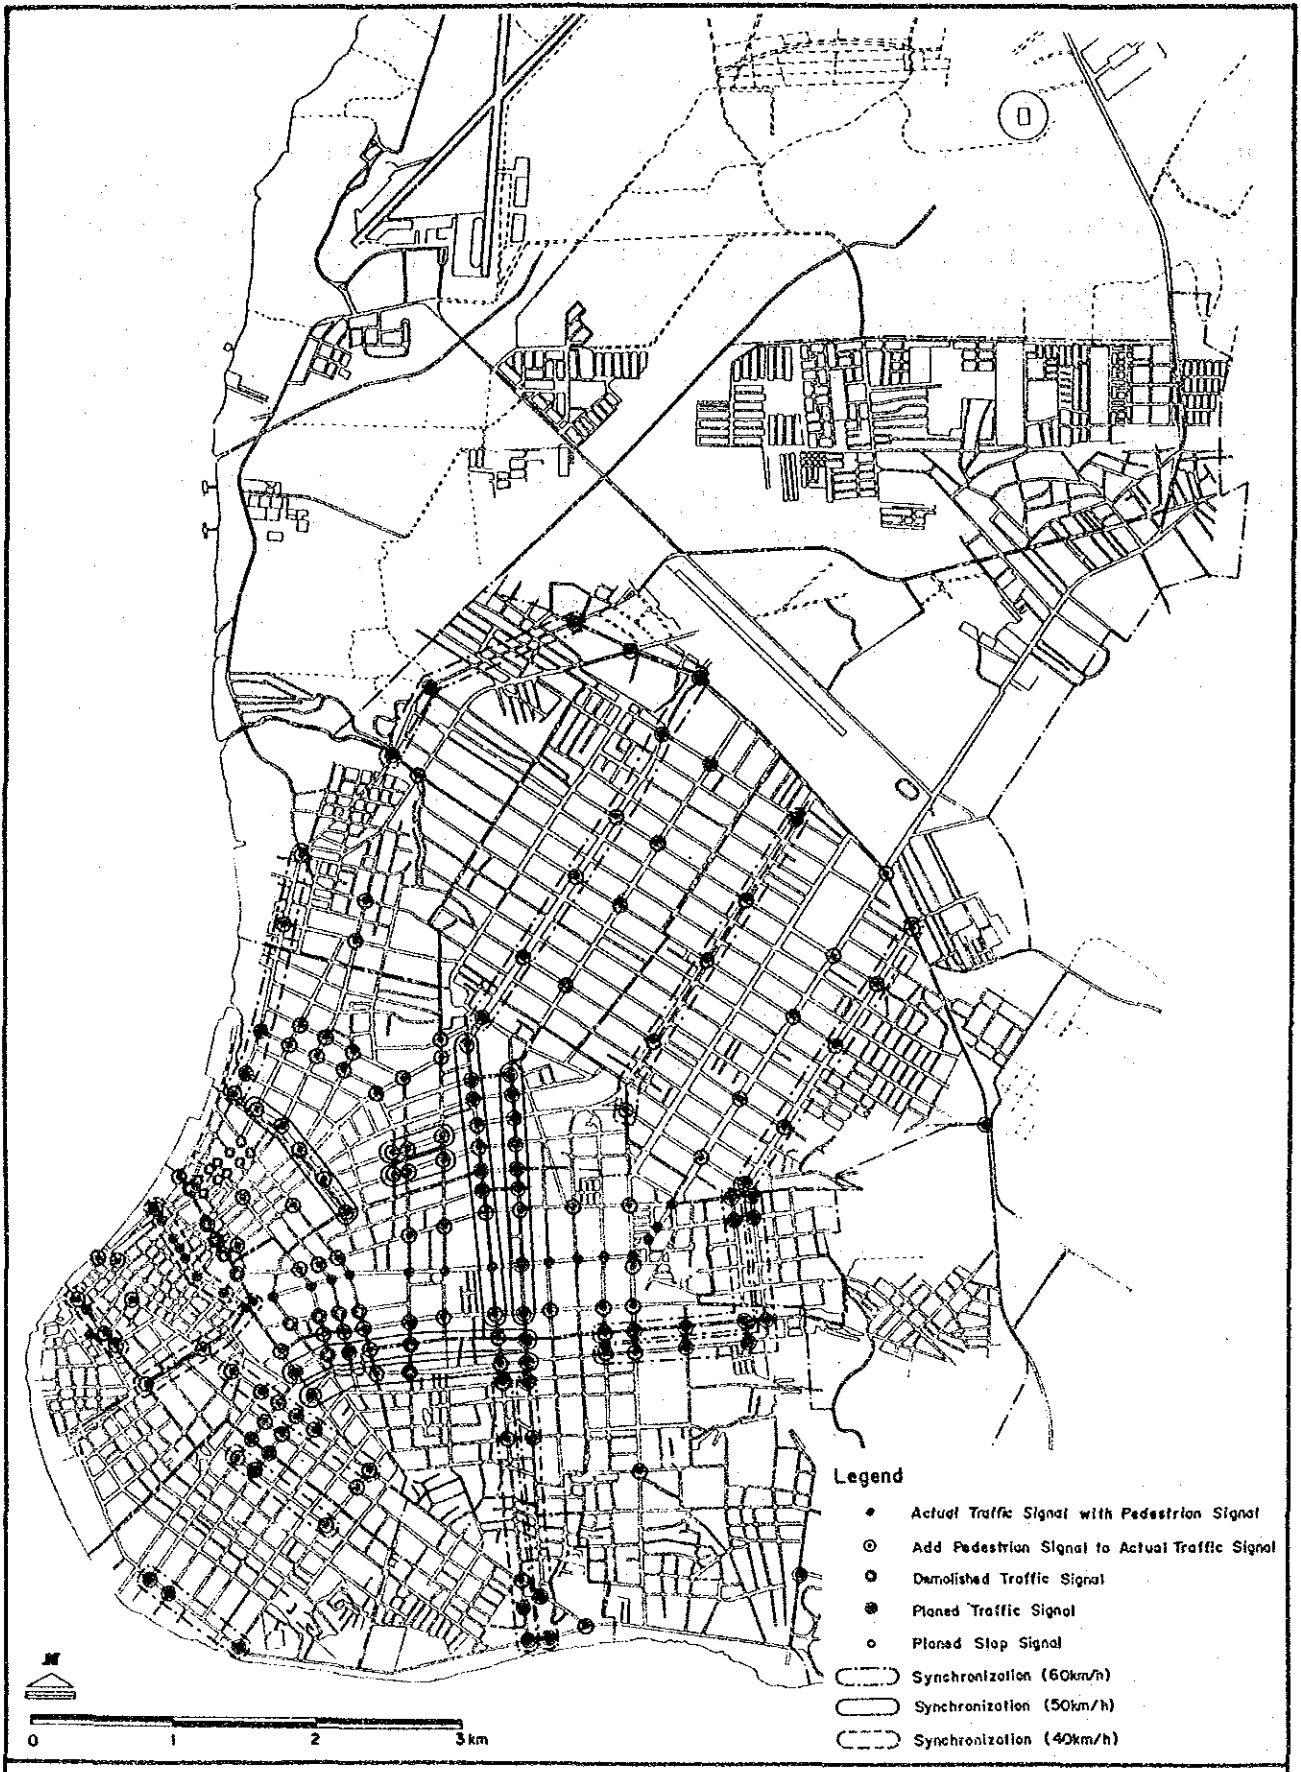 Legend
Actual Traffic Signal with Pedestrian Signal
Add Pedestrian Signal to Actual Traffic Signal
Demolished Traffic Signal
Planed Traffic Signal
Planed Stop Signal
Synchronization (60km/h)
Synchronization (50km/h)
Synchronization (40km/h)
N
0 1 2 3 km